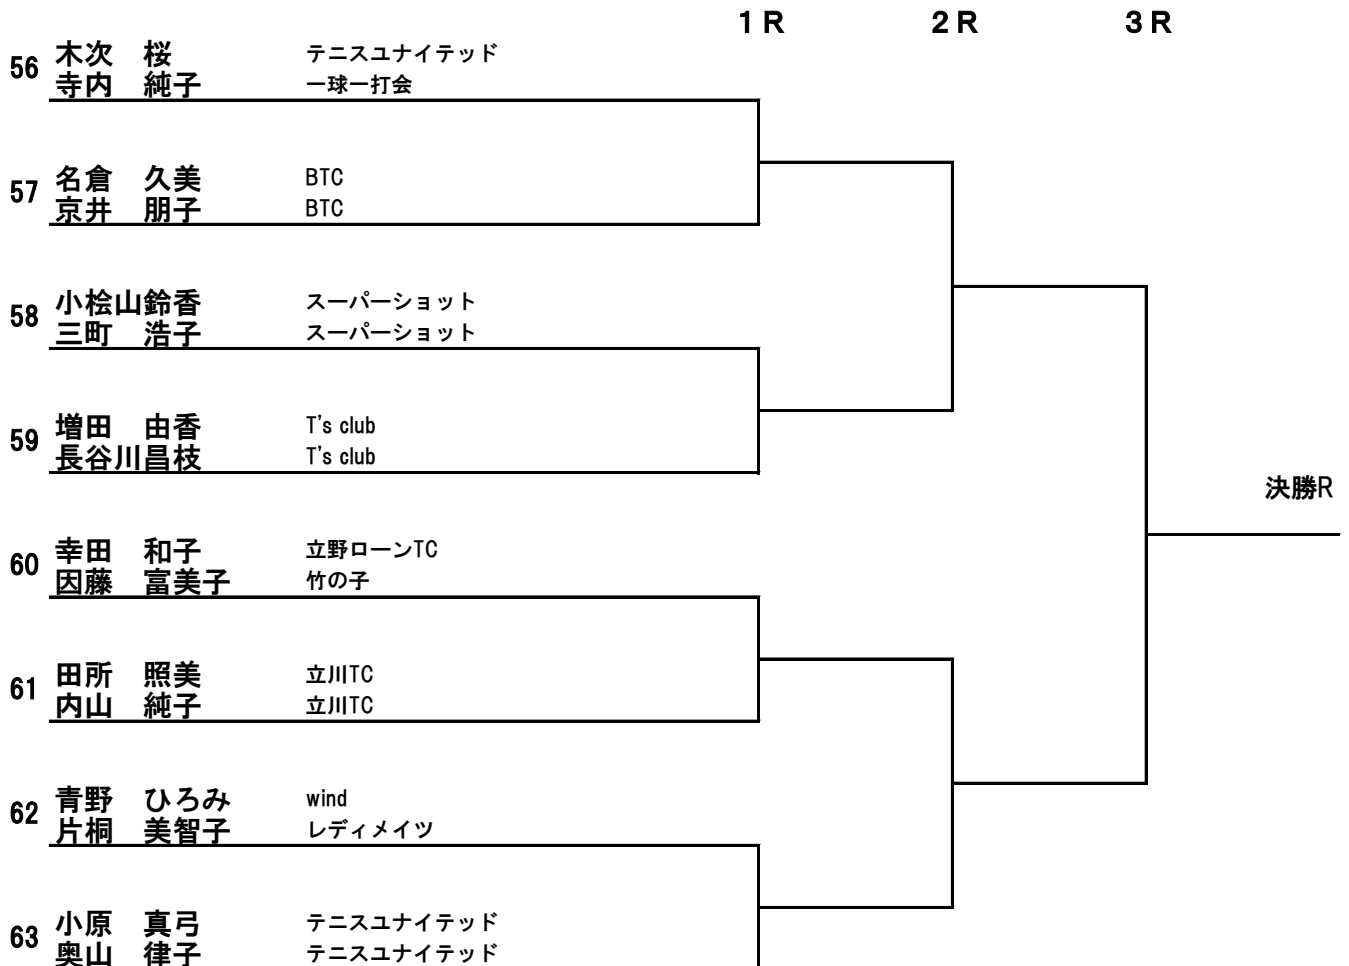 １Ｒ ２Ｒ ３Ｒ
56 木次　桜 テニスユナイテッド
寺内　純子 一球一打会
57 名倉　久美 BTC
京井　朋子 BTC
58 小桧山鈴香 スーパーショット
三町　浩子 スーパーショット
59 増田　由香 T's club
長谷川昌枝 T's club
決勝R
60 幸田　和子 立野ローンTC
因藤　富美子 竹の子
61 田所　照美 立川TC
内山　純子 立川TC
62 青野　ひろみ wind
片桐　美智子 レディメイツ
63 小原　真弓 テニスユナイテッド
奥山　律子 テニスユナイテッド